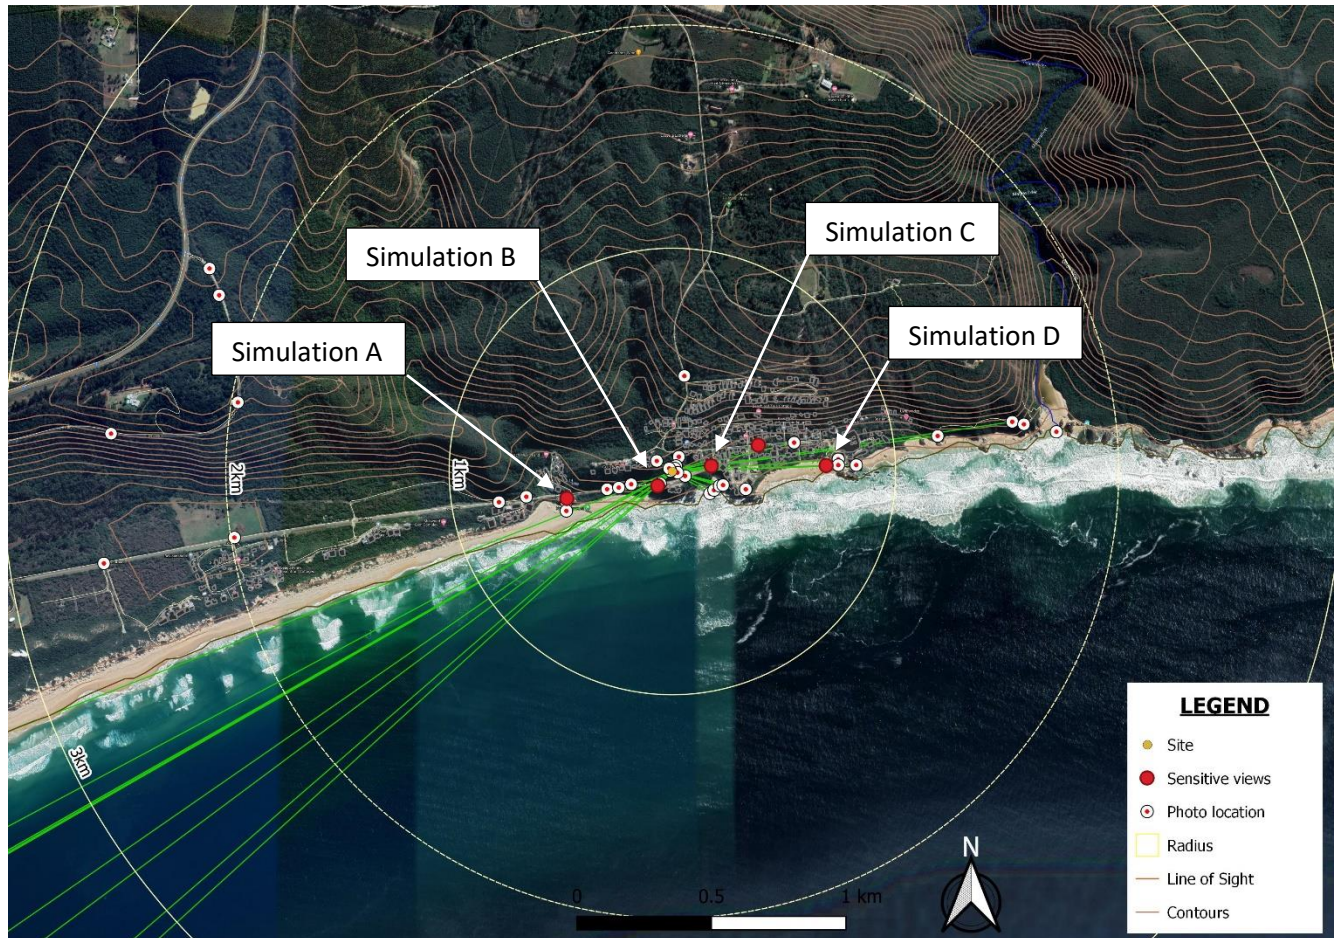 Simulation C
Simulation B
Simulation D
Simulation A
2km
1km
3km
LEGEND
Site
Sensitive views
Photo location
Radius
Line of Sight
Contours
N
0
0.5
1 km